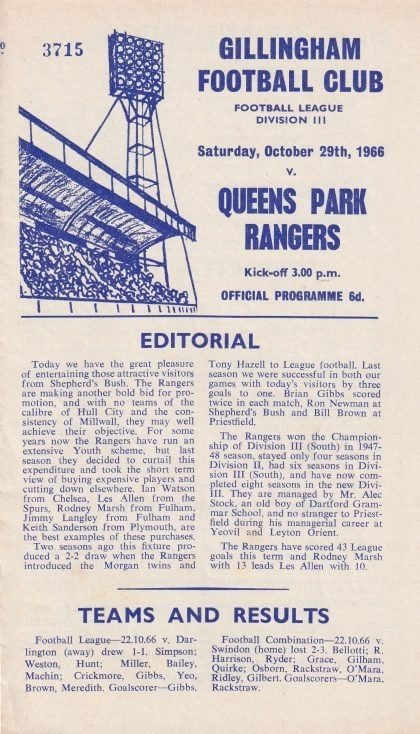 3715
GILLINGHAM
FOOTBALL CLUB
FOOTBALL LEAGUE
DIVISION III
Saturday, October 29th, 1966
v.
QUEENS PARK
RANGERS
Kick-off 3.00 p.m.
OFFICIAL PROGRAMME 6d.
EDITORIAL
Today we have the great pleasure
of entertaining those attractive visitors
from Shepherd's Bush. The Rangers
are making another bold bid for pro-
motion, and with no teams of the
calibre of Hull City and the con-
sistency of Millwall, they may well
achieve their objective. For some
years now the Rangers have run an
extensive Youth scheme, but last
season they decided to curtail this
expenditure and took the short term
view of buying expensive players and
cutting down elsewhere. Ian Watson
from Chelsea, Les Allen from the
Spurs, Rodney Marsh from Fulham,
Jimmy Langley from Fulham and
Keith Sanderson from Plymouth, are
the best examples of these purchases.
Two seasons ago this fixture pro-
duced a 2-2 draw when the Rangers
introduced the Morgan twins and
Tony Hazell to League football. Last
season we were successful in both our
games with today's visitors by three
goals to one. Brian Gibbs scored
twice in each match, Ron Newman at
Shepherd's Bush and Bill Brown at
Priestfield.
The Rangers won the Champion-
ship of Division III (South) in 1947-
48 season, stayed only four seasons in
Division II, had six seasons in Divi-
sion III (South), and have now com-
pleted eight seasons in the new Divi-
III. They are managed by Mr. Alec
Stock, an old boy of Dartford Gram-
mar School, and no stranger to Priest-
field during his managerial career at
Yeovil and Leyton Orient.
The Rangers have scored 43 League
goals this term and Rodney Marsh
with 13 leads Les Allen with 10.
TEAMS AND RESULTS
Football League—22.10.66 v. Dar-
lington (away) drew 1-1. Simpson;
Weston, Hunt; Miller, Bailey,
Machin; Crickmore, Gibbs, Yeo,
Brown, Meredith. Goalscorer—Gibbs.
Football Combination—22.10.66 v.
Swindon (home) lost 2-3. Bellotti; R.
Harrison, Ryder; Grace, Gilham,
Quirke; Osborn, Rackstraw, O'Mara,
Ridley, Gilbert. Goalscorers—O'Mara.
Rackstraw.